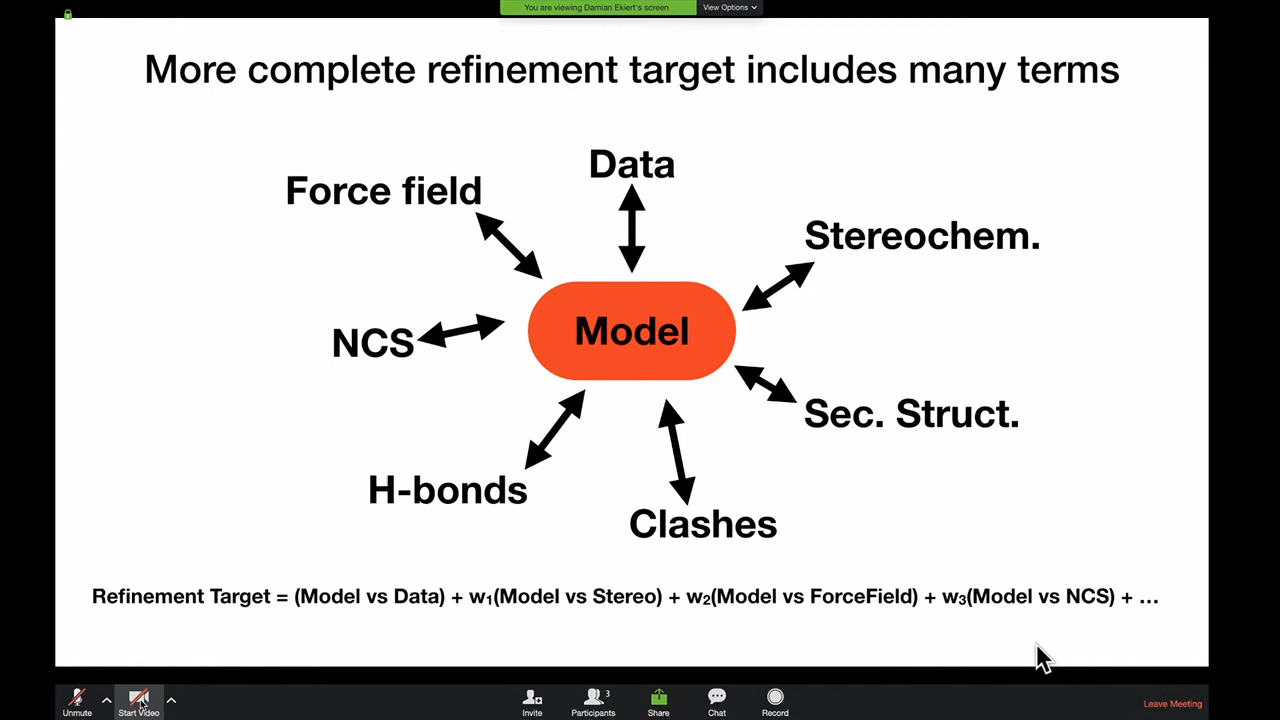 You are viewing Damian Ekiert's screen
View Options
More complete refinement target includes many terms
Data
Force field
Stereochem.
Model
NCS
Sec. Struct.
H-bonds
Clashes
Refinement Target = (Model vs Data) + w₁(Model vs Stereo) + w₂(Model vs ForceField) + w₃(Model vs NCS) + …
Unmute
Start Video
Invite
Participants
3
Share
Chat
Record
Leave Meeting